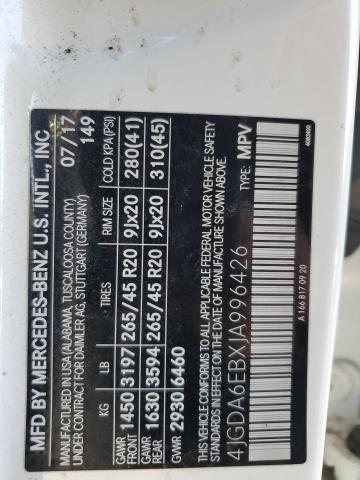 MFD BY MERCEDES-BENZ U.S. INTL., INC
MANUFACTURED IN USA (ALABAMA, TUSCALOOSA COUNTY) 07 / 17
UNDER CONTRACT FOR DAIMLER AG, STUTTGART (GERMANY) 149
KG LB TIRES RIM SIZE COLD KPA (PSI)
GAWR FRONT 1450 3197 265/45 R20 9Jx20 280(41)
GAWR REAR 1630 3594 265/45 R20 9Jx20 310(45)
GVWR 2930 6460
THIS VEHICLE CONFORMS TO ALL APPLICABLE FEDERAL MOTOR VEHICLE SAFETY
STANDARDS IN EFFECT ON THE DATE OF MANUFACTURE SHOWN ABOVE.
TYPE: MPV
4JGDA6EBXJA996426
A 166 817 09 20